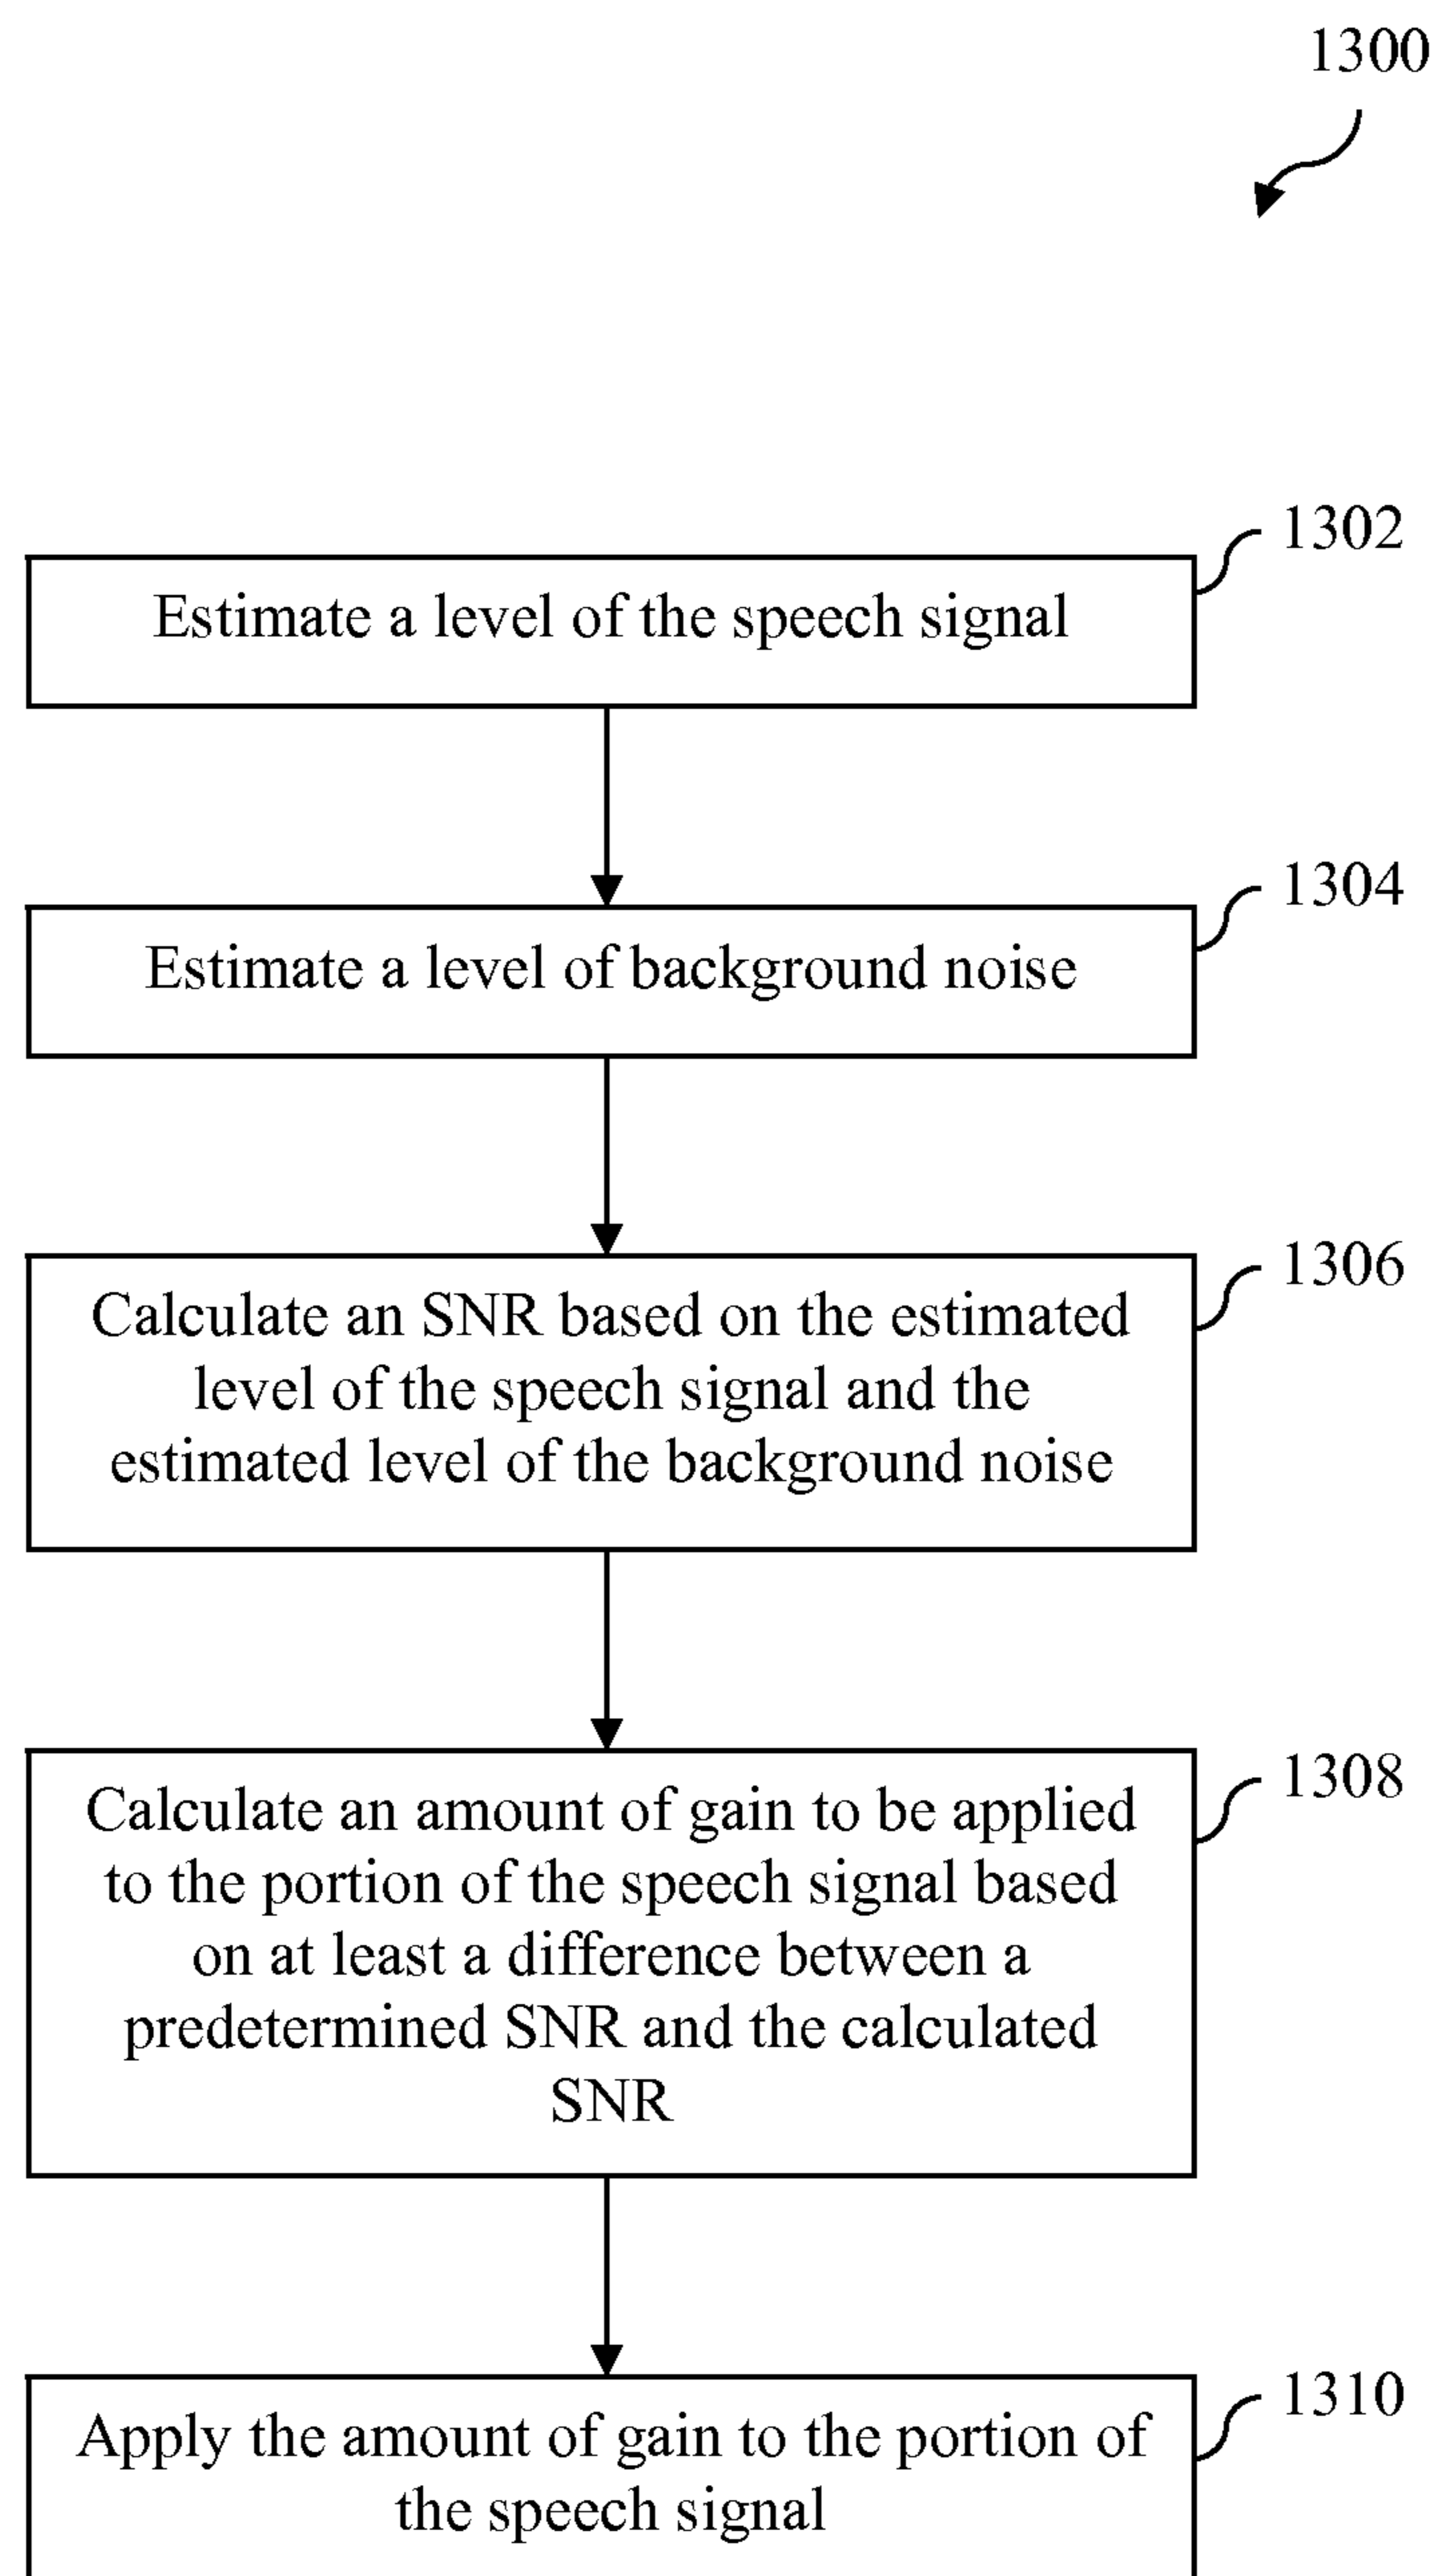 1300
1302
Estimate a level of the speech signal
1304
Estimate a level of background noise
1306
Calculate an SNR based on the estimated
level of the speech signal and the
estimated level of the background noise
1308
Calculate an amount of gain to be applied
to the portion of the speech signal based
on at least a difference between a
predetermined SNR and the calculated
SNR
1310
Apply the amount of gain to the portion of
the speech signal